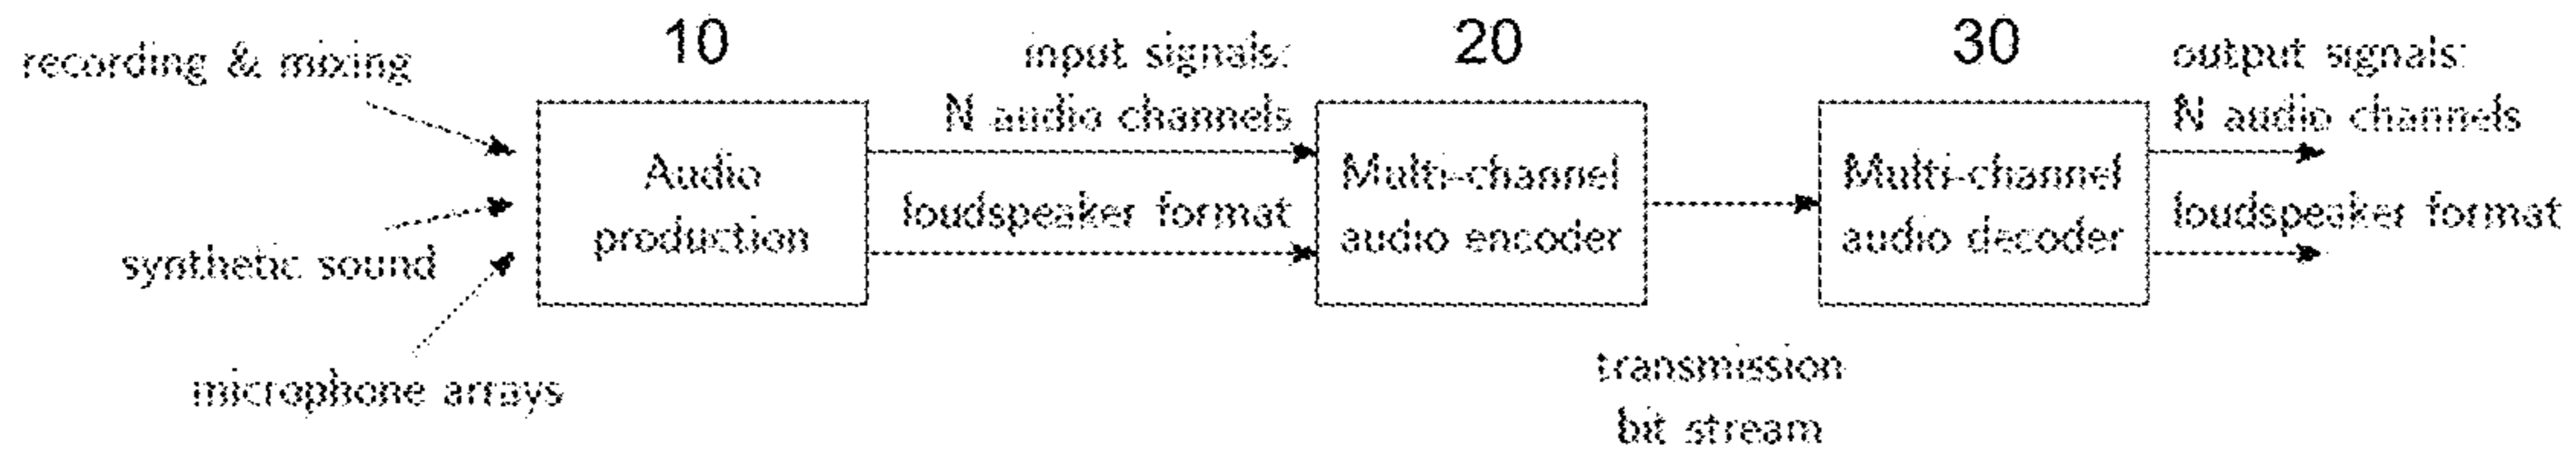 recording & mixing
synthetic sound
microphone arrays
10
Audio
production
input signals:
N audio channels
loudspeaker format
20
Multi-channel
audio encoder
transmission
bit stream
30
Multi-channel
audio decoder
output signals:
N audio channels
loudspeaker format